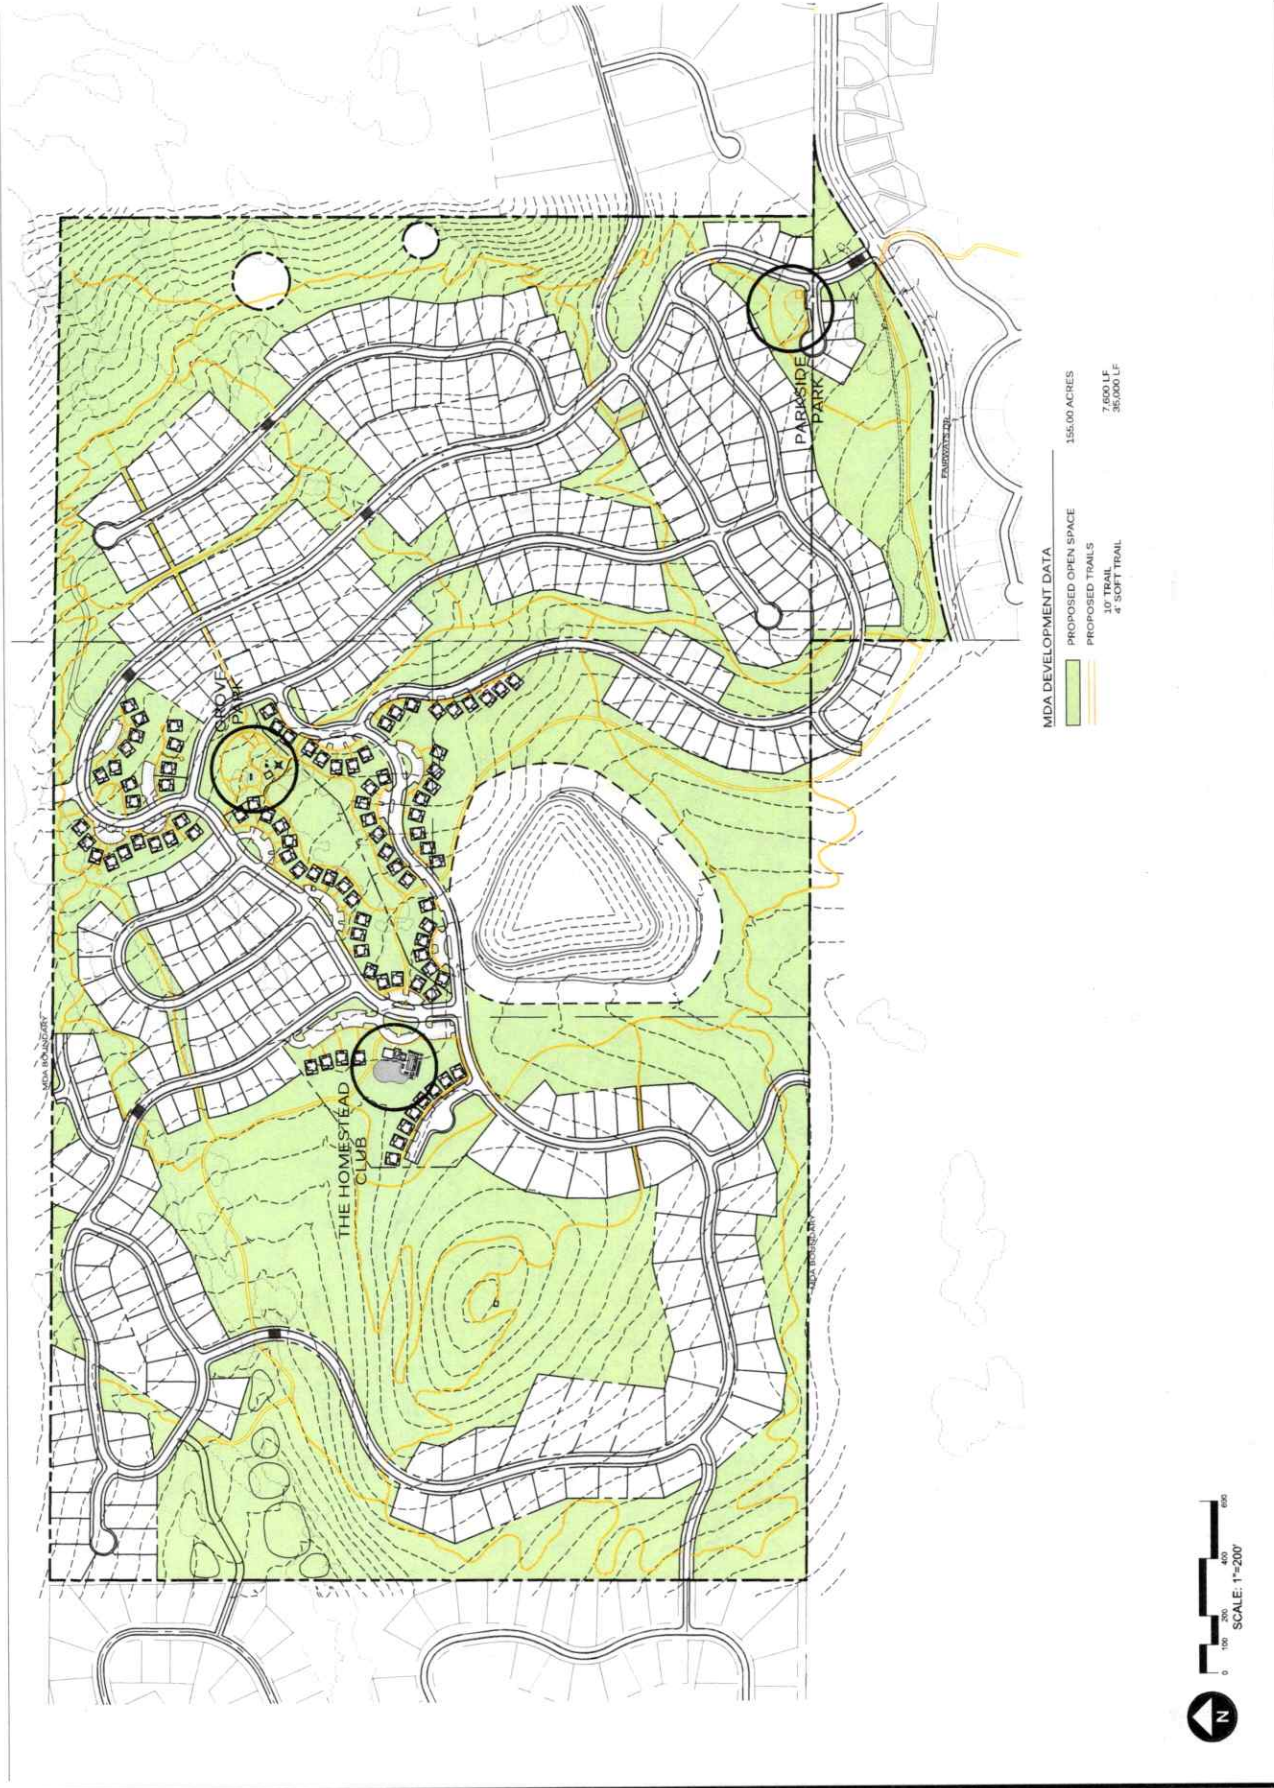 MDA BOUNDARY
GROVE
PARK
THE HOMESTEAD
CLUB
PARKSIDE
PARK
FAIRWAYS DR
MDA BOUNDARY
MDA DEVELOPMENT DATA
PROPOSED OPEN SPACE 155.00 ACRES
PROPOSED TRAILS
10' TRAIL 7,600 LF
4' SOFT TRAIL 35,000 LF
N
0 100 200 400 600
SCALE: 1"=200'